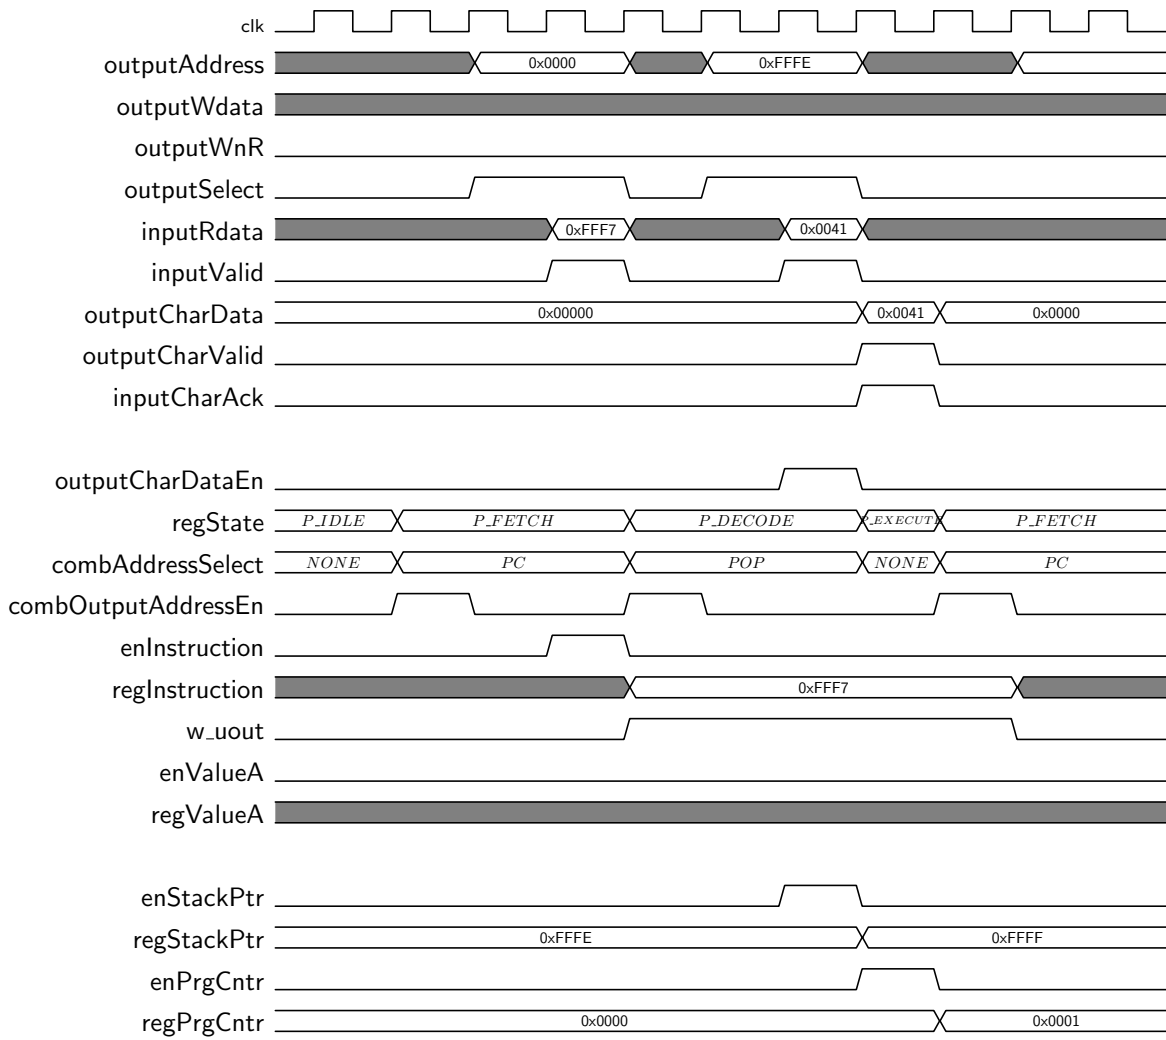 clk
outputAddress 0x0000 0xFFFE
outputWdata
outputWnR
outputSelect
inputRdata 0xFFF7 0x0041
inputValid
outputCharData 0x00000 0x0041 0x0000
outputCharValid
inputCharAck
outputCharDataEn
regState P_IDLE P_FETCH P_DECODE P_EXECUTE P_FETCH
combAddressSelect NONE PC POP NONE PC
combOutputAddressEn
enInstruction
regInstruction 0xFFF7
w_uout
enValueA
regValueA
enStackPtr
regStackPtr 0xFFFE 0xFFFF
enPrgCntr
regPrgCntr 0x0000 0x0001